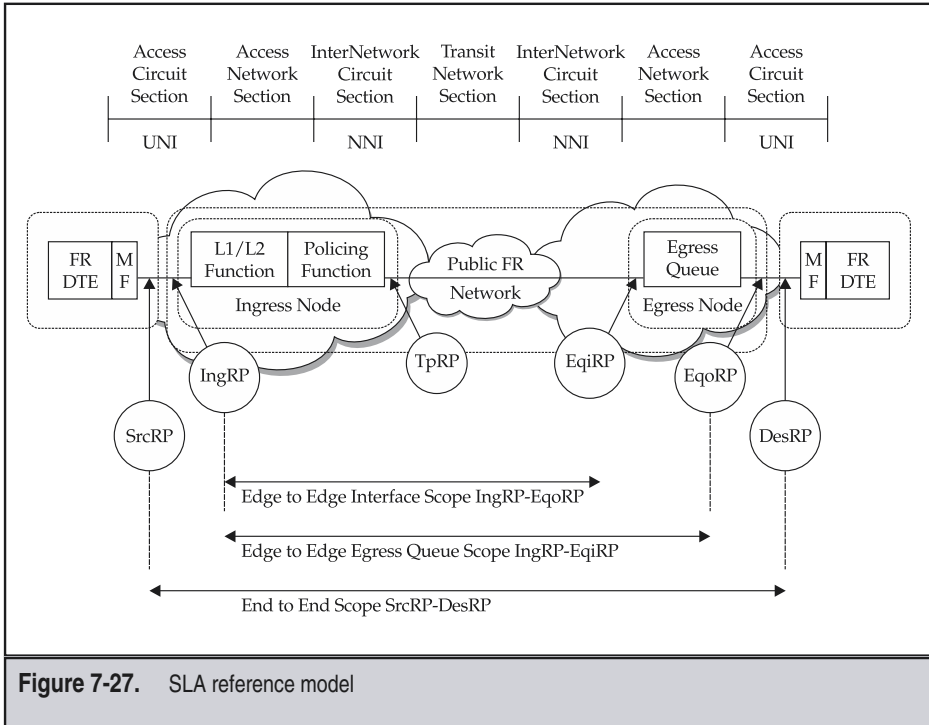 Access Circuit Section
Access Network Section
InterNetwork Circuit Section
Transit Network Section
InterNetwork Circuit Section
Access Network Section
Access Circuit Section
UNI
NNI
NNI
UNI
FR DTE
M F
L1/L2 Function
Policing Function
Ingress Node
Public FR Network
Egress Queue
Egress Node
M F
FR DTE
IngRP
TpRP
EqiRP
EqoRP
SrcRP
DesRP
Edge to Edge Interface Scope IngRP-EqoRP
Edge to Edge Egress Queue Scope IngRP-EqiRP
End to End Scope SrcRP-DesRP
Figure 7-27. SLA reference model